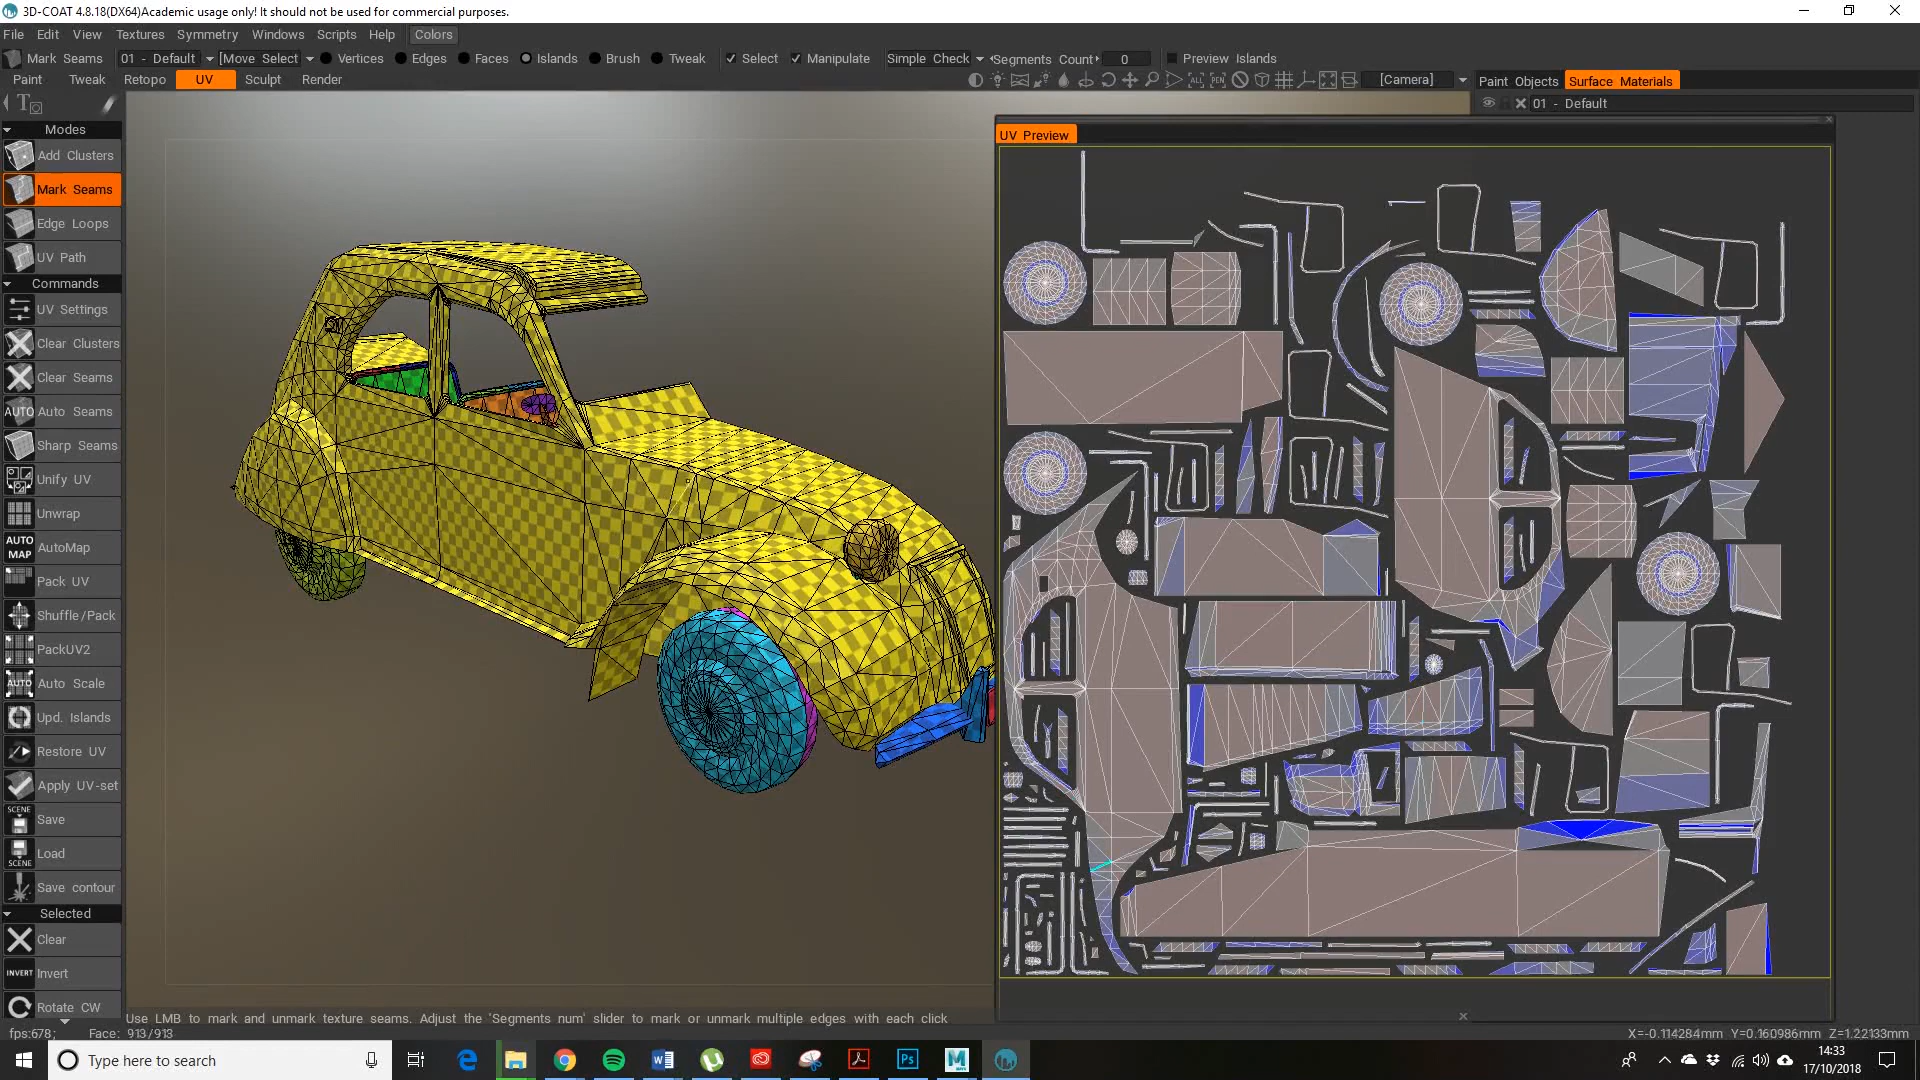 3D-COAT 4.8.18(DX64)Academic usage only! It should not be used for commercial purposes.
File Edit View Textures Symmetry Windows Scripts Help Colors
Mark Seams 01 - Default [Move Select Vertices Edges Faces Islands Brush Tweak Select Manipulate Simple Check Segments Count 0 Preview Islands
Paint Tweak Retopo UV Sculpt Render ALL PEN [Camera] Paint Objects Surface Materials
01 - Default
Modes
Add Clusters
Mark Seams
Edge Loops
UV Path
Commands
UV Settings
Clear Clusters
Clear Seams
AUTO Auto Seams
Sharp Seams
Unify UV
Unwrap
AUTO MAP AutoMap
Pack UV
Shuffle/Pack
PackUV2
AUTO Auto Scale
Upd. Islands
Restore UV
Apply UV-set
SCENE Save
SCENE Load
Save contour
Selected
Clear
INVERT Invert
Rotate CW
UV Preview
Use LMB to mark and unmark texture seams. Adjust the 'Segments num' slider to mark or unmark multiple edges with each click
fps:678; Face: 913/913 X=-0.114284mm Y=0.160986mm Z=1.22133mm
Type here to search
14:33
17/10/2018